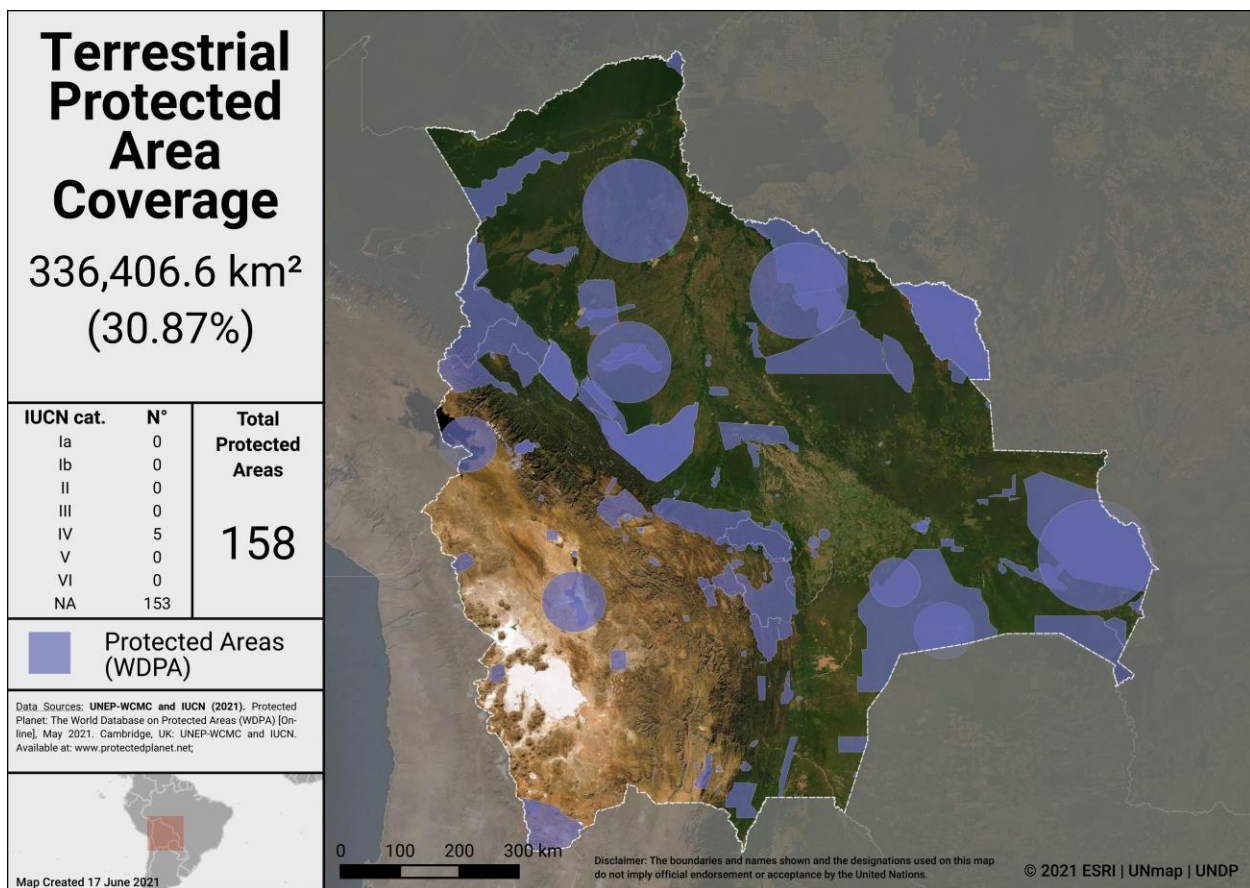 Terrestrial
Protected
Area
Coverage
336,406.6 km²
(30.87%)
IUCN cat. N°
Ia 0
Ib 0
II 0
III 0
IV 5
V 0
VI 0
NA 153
Total
Protected
Areas
158
Protected Areas
(WDPA)
Data Sources: UNEP-WCMC and IUCN (2021). Protected
Planet: The World Database on Protected Areas (WDPA) [On-
line], May 2021. Cambridge, UK: UNEP-WCMC and IUCN.
Available at: www.protectedplanet.net;
Map Created 17 June 2021
0 100 200 300 km
Disclaimer: The boundaries and names shown and the designations used on this map
do not imply official endorsement or acceptance by the United Nations.
© 2021 ESRI | UNmap | UNDP